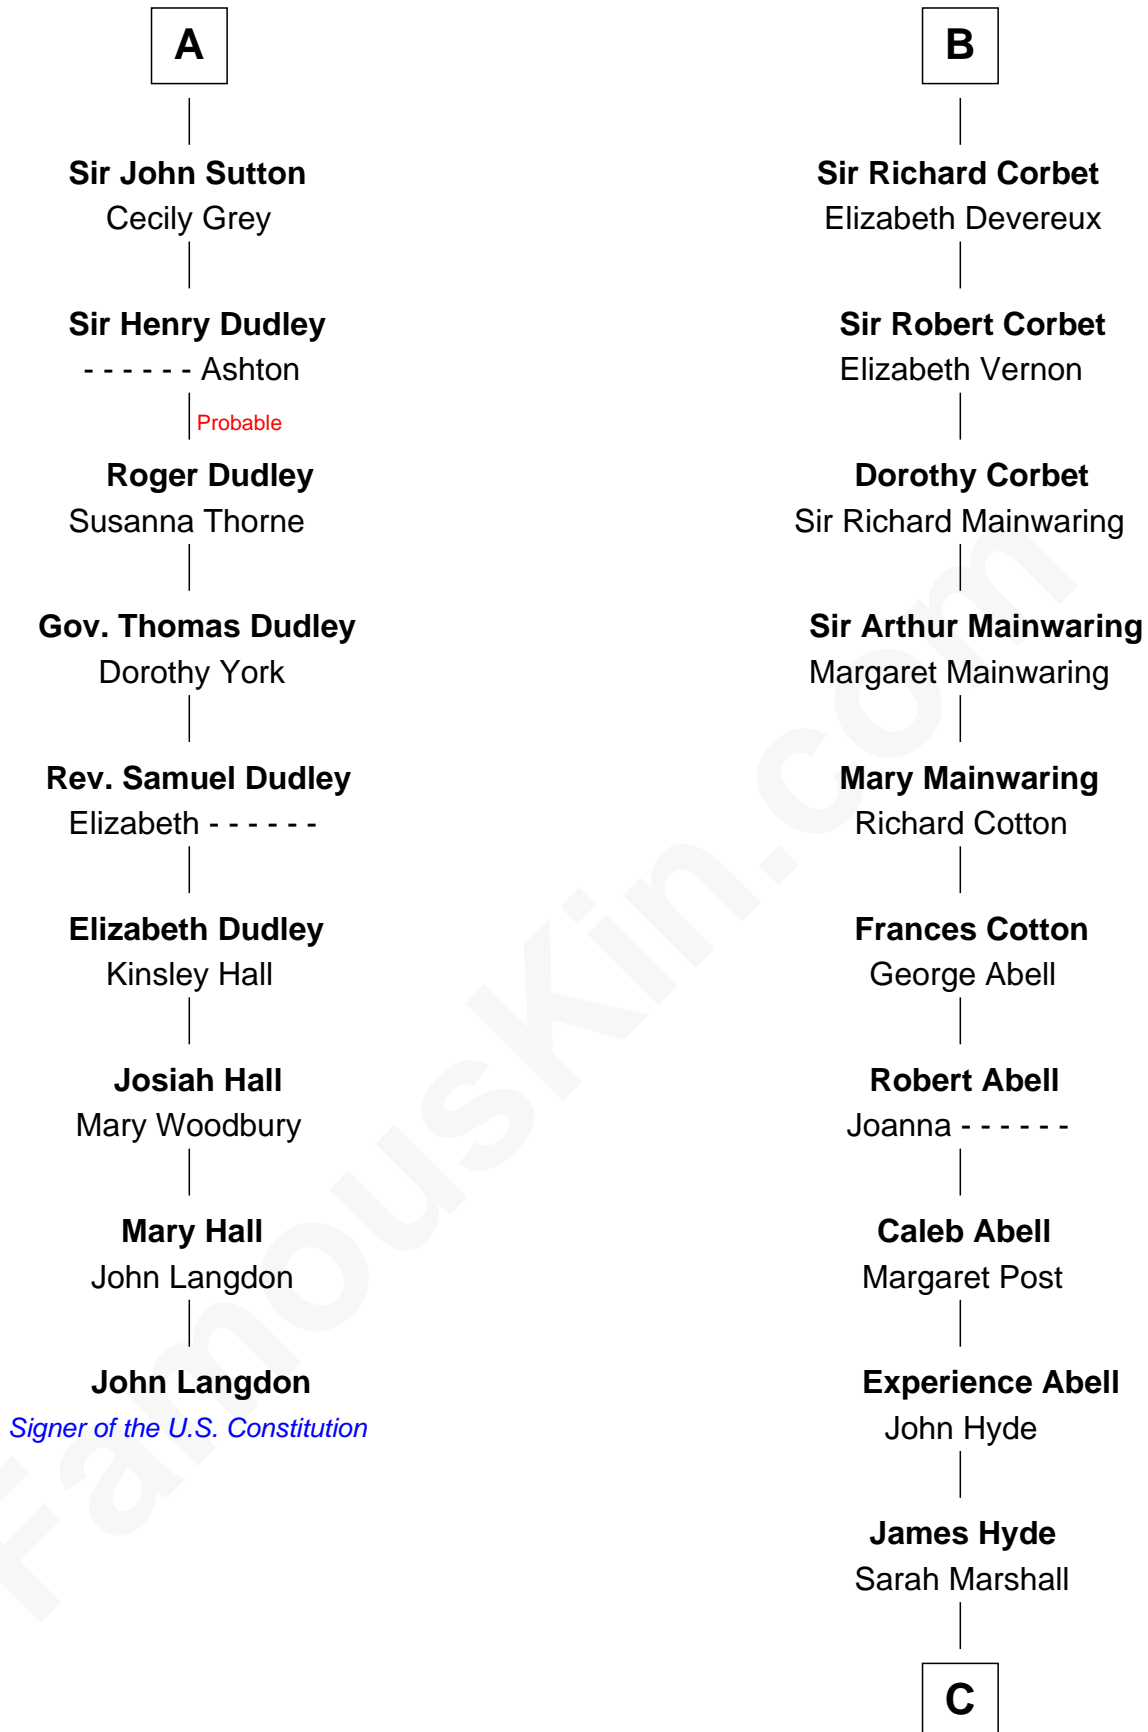 A
Sir John Sutton
Cecily Grey
Sir Henry Dudley
- - - - - - Ashton
Probable
Roger Dudley
Susanna Thorne
Gov. Thomas Dudley
Dorothy York
Rev. Samuel Dudley
Elizabeth - - - - - -
Elizabeth Dudley
Kinsley Hall
Josiah Hall
Mary Woodbury
Mary Hall
John Langdon
John Langdon
Signer of the U.S. Constitution
B
Sir Richard Corbet
Elizabeth Devereux
Sir Robert Corbet
Elizabeth Vernon
Dorothy Corbet
Sir Richard Mainwaring
Sir Arthur Mainwaring
Margaret Mainwaring
Mary Mainwaring
Richard Cotton
Frances Cotton
George Abell
Robert Abell
Joanna - - - - - -
Caleb Abell
Margaret Post
Experience Abell
John Hyde
James Hyde
Sarah Marshall
C
FamousKin.com